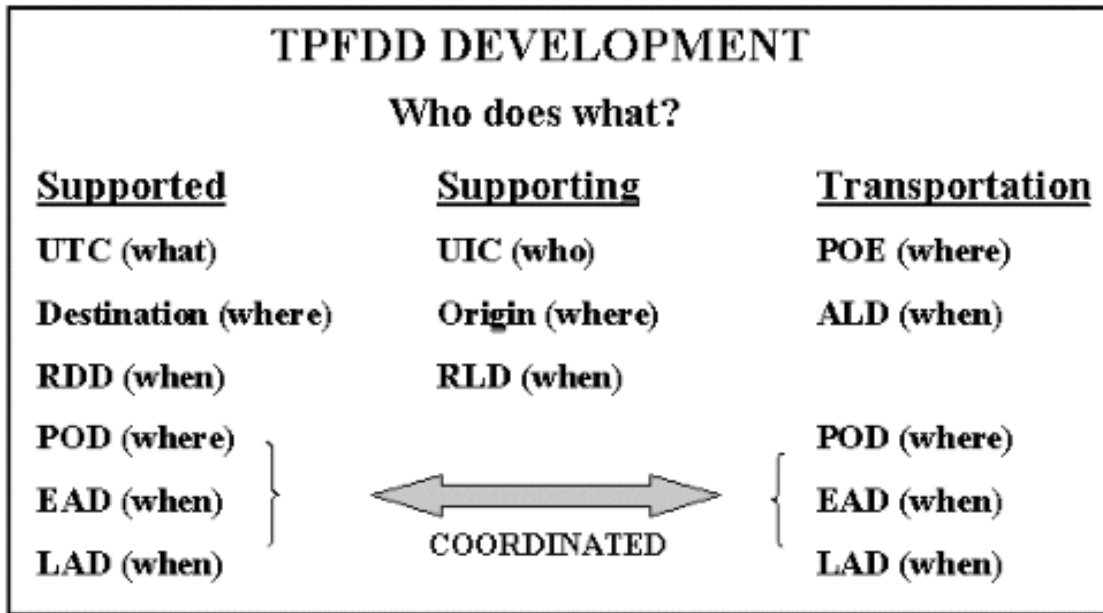 TPFDD DEVELOPMENT
Who does what?
Supported Supporting Transportation
UTC (what) UIC (who) POE (where)
Destination (where) Origin (where) ALD (when)
RDD (when) RLD (when)
POD (where) POD (where)
EAD (when) EAD (when)
COORDINATED
LAD (when) LAD (when)